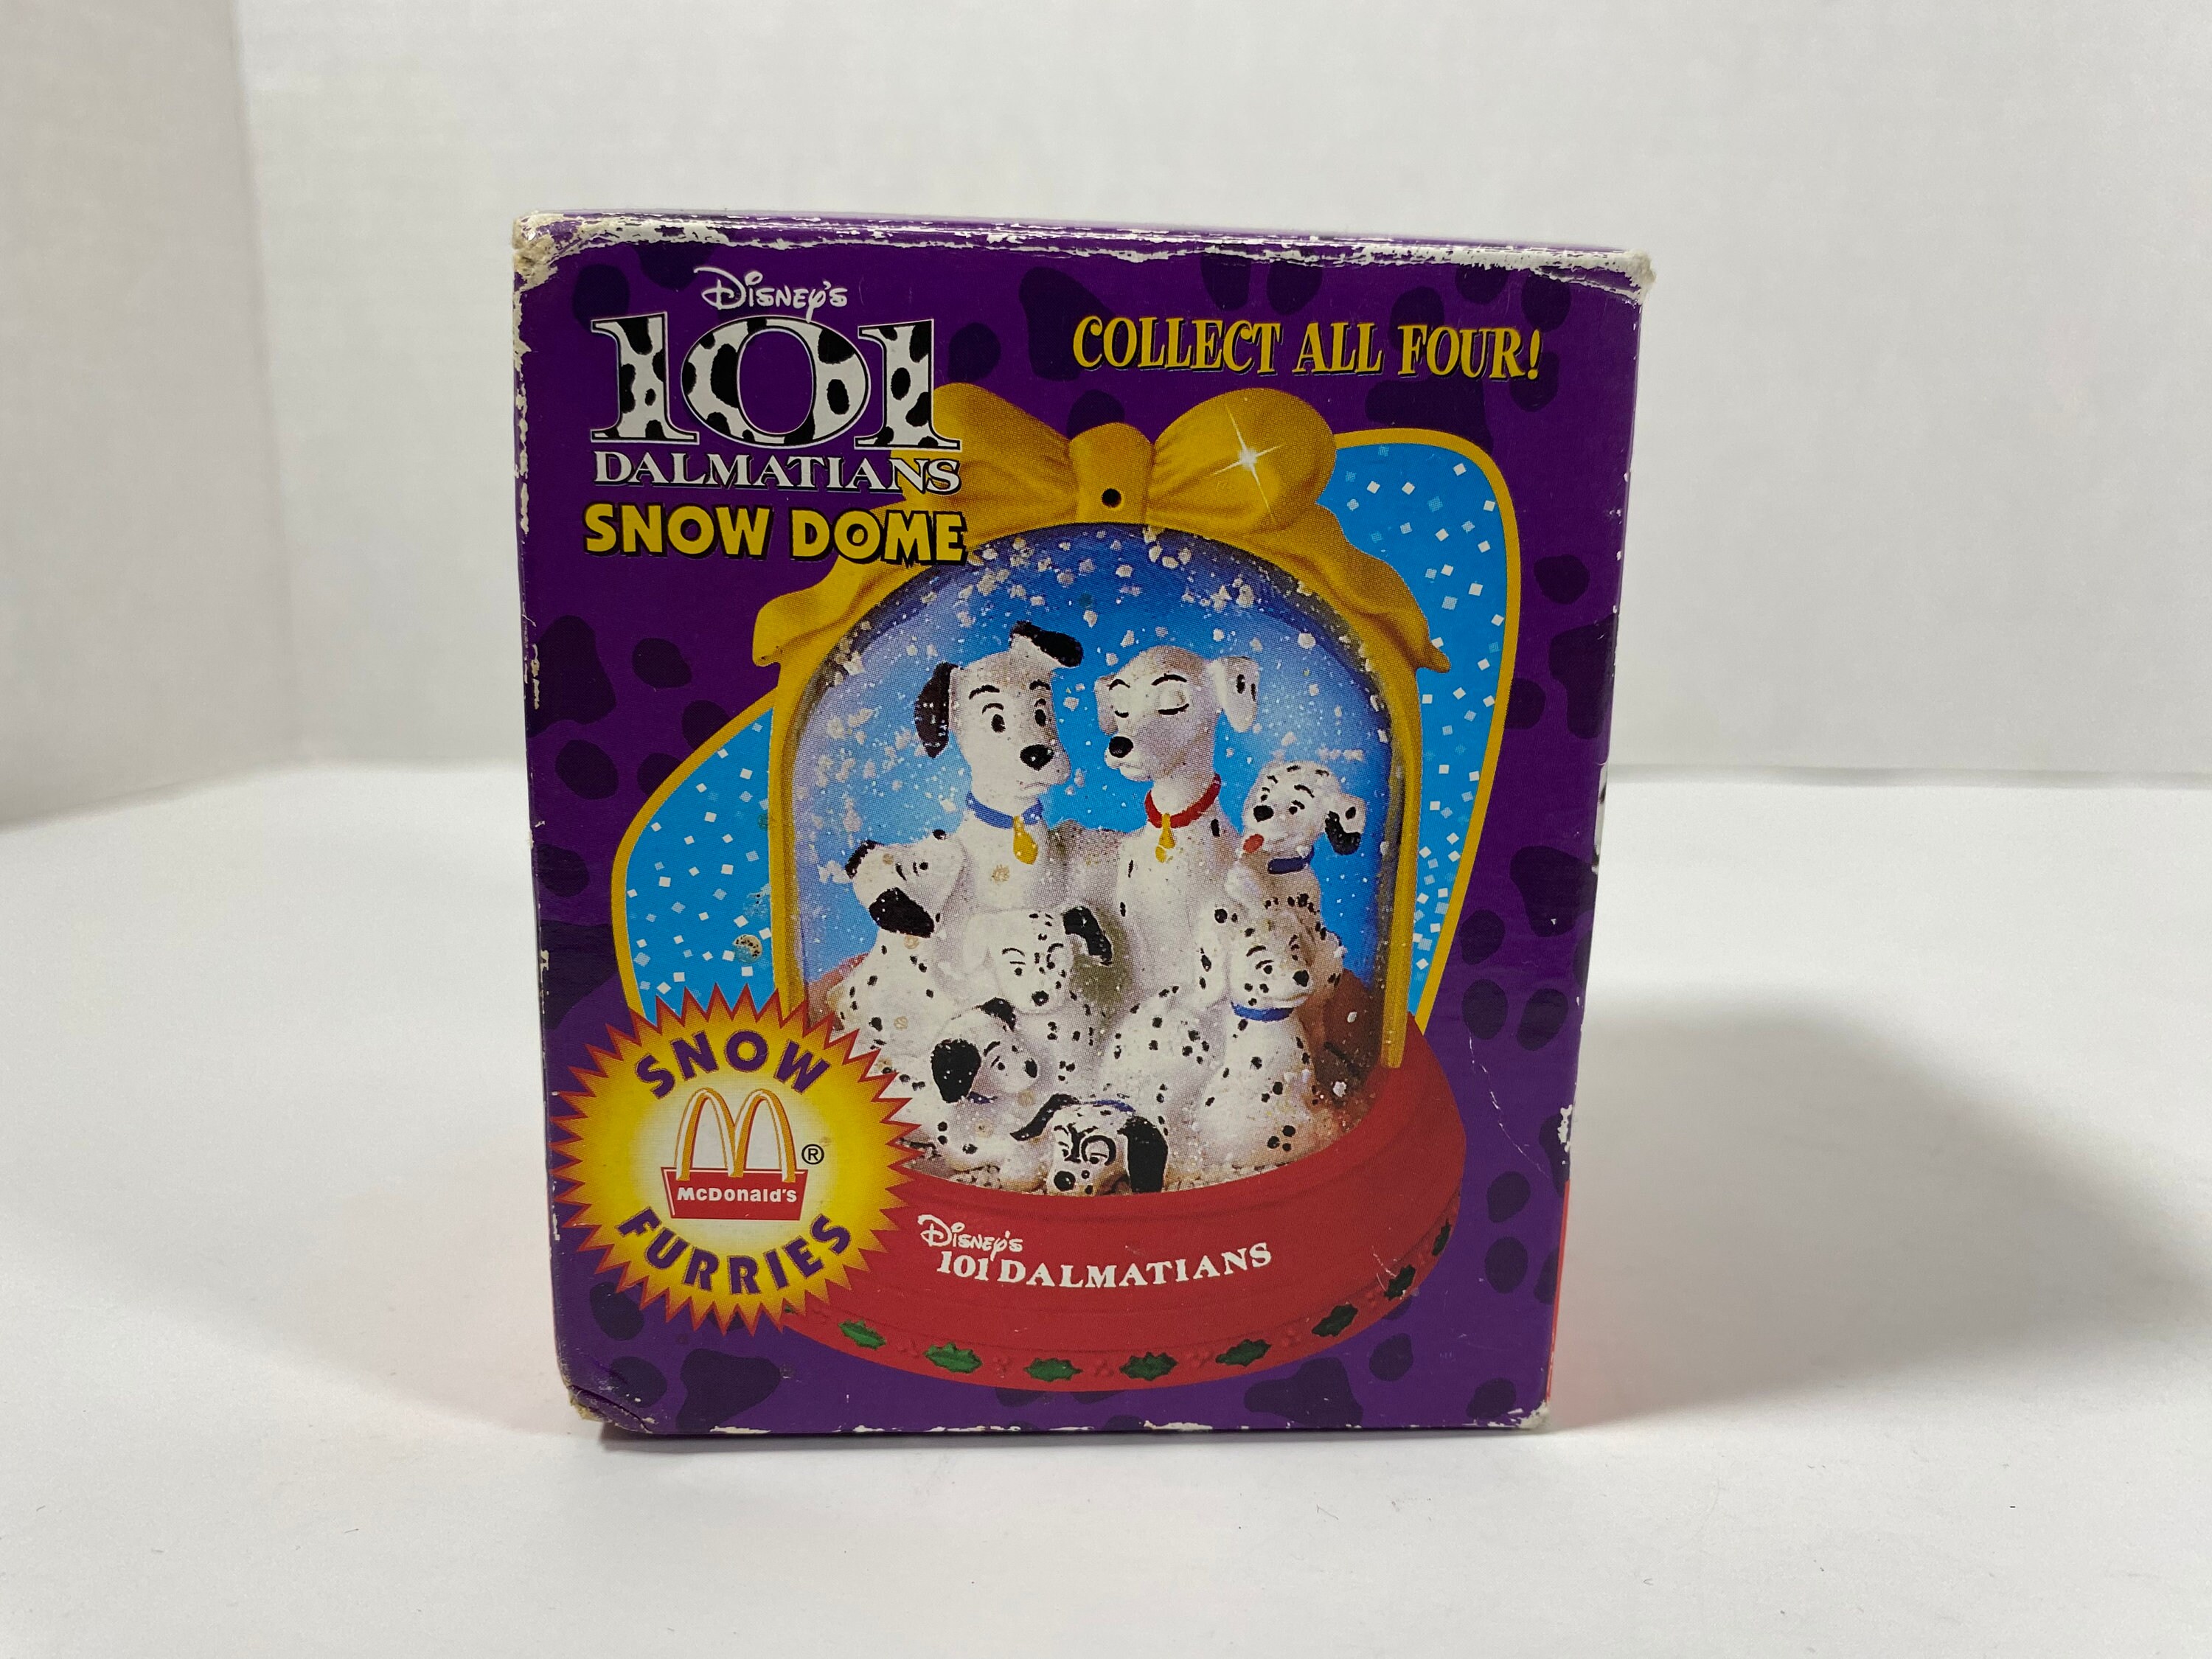 Disney's
101
DALMATIANS
SNOW DOME
COLLECT ALL FOUR!
SNOW
McDonald's®
FURRIES
Disney's
101 DALMATIANS